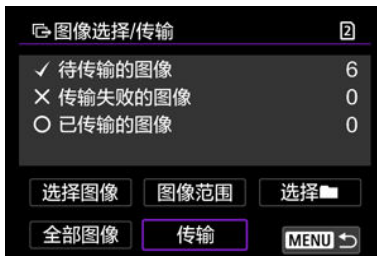 图像选择/传输 2
✓ 待传输的图像 6
✕ 传输失败的图像 0
○ 已传输的图像 0
选择图像 图像范围 选择
全部图像 传输 MENU